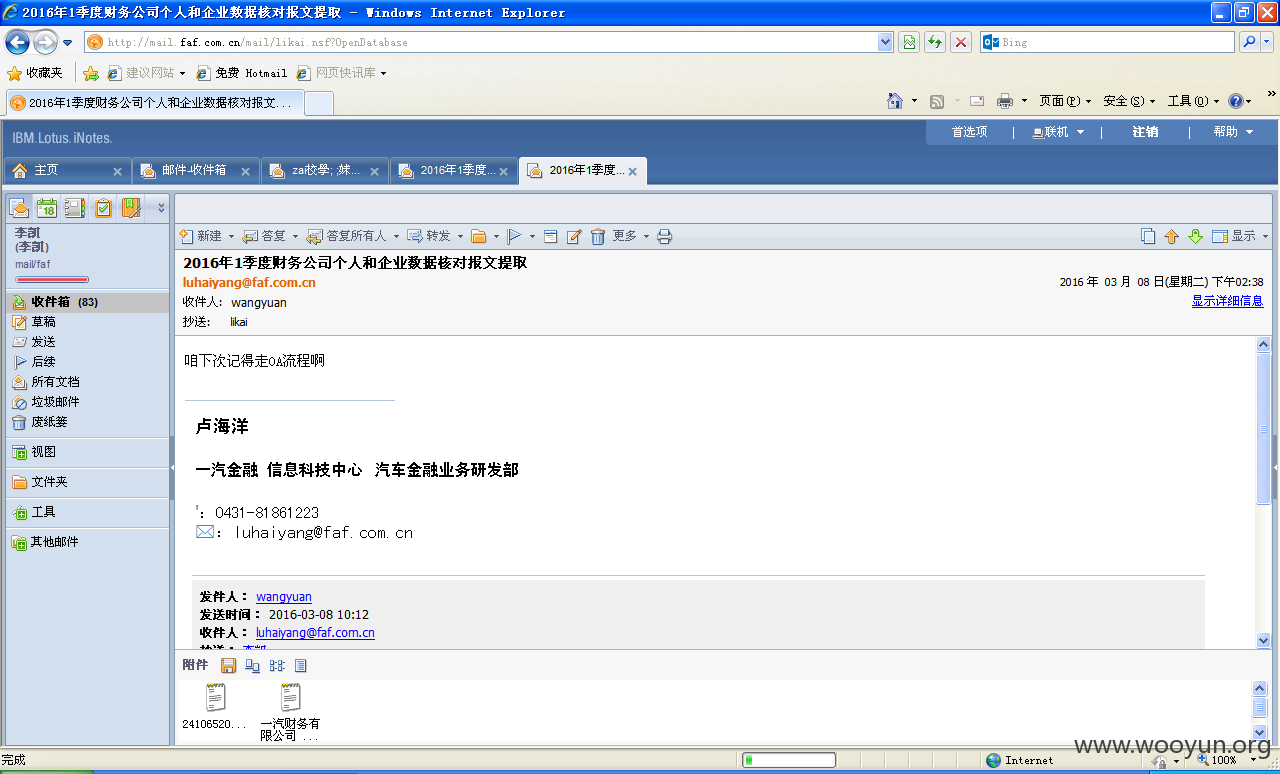 2016年1季度财务公司个人和企业数据核对报文提取 - Windows Internet Explorer
http://mail.faf.com.cn/mail/likai.nsf?OpenDatabase
Bing
收藏夹
建议网站
免费 Hotmail
网页快讯库
2016年1季度财务公司个人和企业数据核对报文...
页面(P)
安全(S)
工具(O)
»
IBM.Lotus.iNotes.
首选项
联机
注销
帮助
主页
邮件-收件箱
2016年1季度...
2016年1季度...
18
李凯
(李凯)
mail/faf
收件箱 (83)
草稿
发送
后续
所有文档
垃圾邮件
废纸篓
视图
文件夹
工具
其他邮件
新建
答复
答复所有人
转发
更多
显示
2016年1季度财务公司个人和企业数据核对报文提取
luhaiyang@faf.com.cn
2016 年 03 月 08 日(星期二) 下午02:38
收件人: wangyuan
显示详细信息
抄送: likai
咱下次记得走OA流程啊
卢海洋
一汽金融 信息科技中心 汽车金融业务研发部
: 0431-81861223
: luhaiyang@faf.com.cn
发件人: wangyuan
发送时间: 2016-03-08 10:12
收件人: luhaiyang@faf.com.cn
抄送: 李凯
附件
24106520...
一汽财务有
限公司 ...
完成
Internet
100%
www.wooyun.org